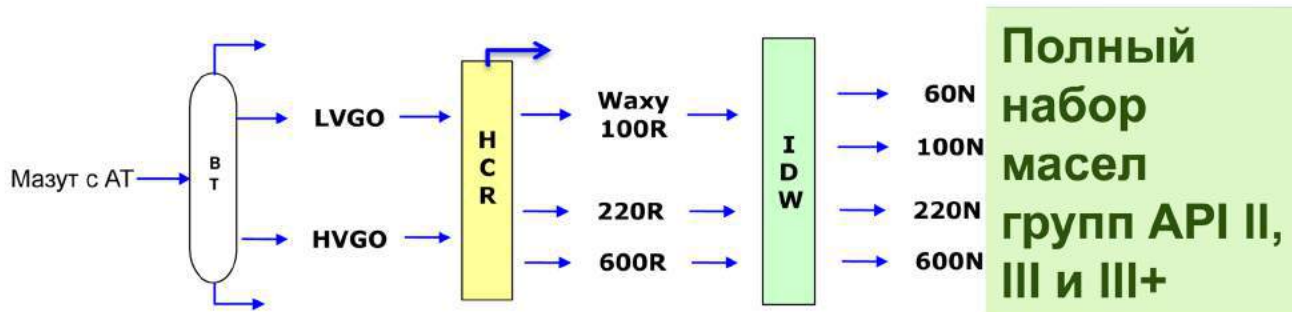 Мазут с АТ
В
Т
LVGO
HVGO
H
C
R
Waxy
100R
220R
600R
I
D
W
60N
100N
220N
600N
Полный
набор
масел
групп API II,
III и III+